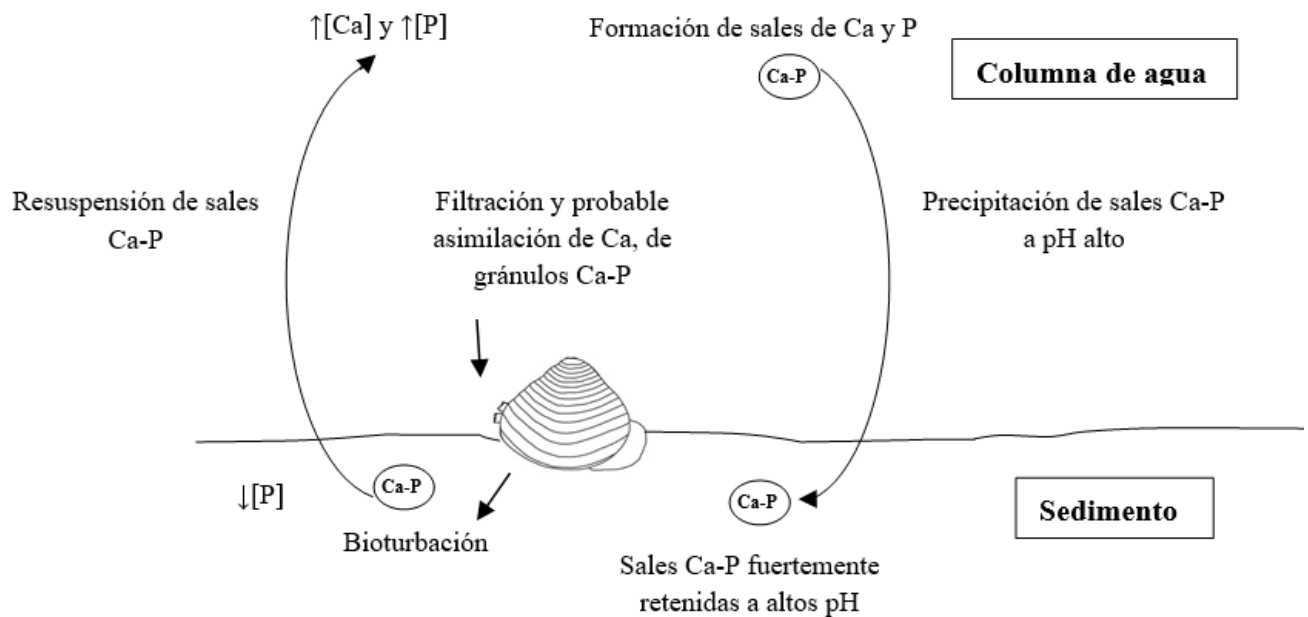 ↑[Ca] y ↑[P]
Formación de sales de Ca y P
Ca-P
Columna de agua
Resuspensión de sales
Ca-P
Filtración y probable
asimilación de Ca, de
gránulos Ca-P
Precipitación de sales Ca-P
a pH alto
↓[P]
Ca-P
Bioturbación
Ca-P
Sedimento
Sales Ca-P fuertemente
retenidas a altos pH